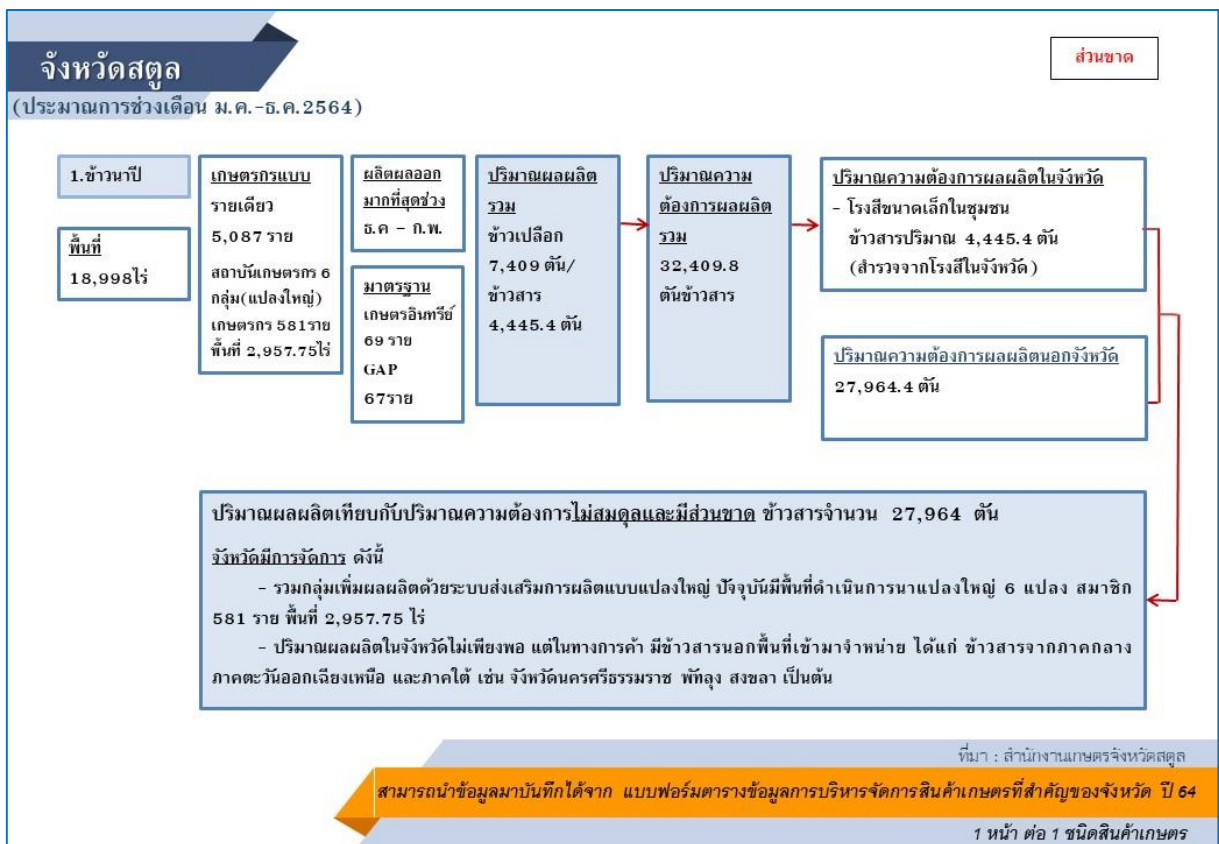 จังหวัดสตูล
ส่วนขาด
(ประมาณการช่วงเดือน ม.ค.-ธ.ค.2564)
1.ข้าวนาปี
พื้นที่
18,998ไร่
เกษตรกรแบบ
รายเดียว
5,087 ราย
สถาบันเกษตรกร 6
กลุ่ม(แปลงใหญ่)
เกษตรกร 581ราย
พื้นที่ 2,957.75ไร่
ผลิตผลออก
มากที่สุดช่วง
ธ.ค - ก.พ.
มาตรฐาน
เกษตรอินทรีย์
69 ราย
GAP
67ราย
ปริมาณผลผลิต
รวม
ข้าวเปลือก
7,409 ตัน/
ข้าวสาร
4,445.4 ตัน
ปริมาณความ
ต้องการผลผลิต
รวม
32,409.8
ตันข้าวสาร
ปริมาณความต้องการผลผลิตในจังหวัด
- โรงสีขนาดเล็กในชุมชน
ข้าวสารปริมาณ 4,445.4 ตัน
(สำรวจจากโรงสีในจังหวัด)
ปริมาณความต้องการผลผลิตนอกจังหวัด
27,964.4 ตัน
ปริมาณผลผลิตเทียบกับปริมาณความต้องการไม่สมดุลและมีส่วนขาด ข้าวสารจำนวน 27,964 ตัน
จังหวัดมีการจัดการ ดังนี้
- รวมกลุ่มเพิ่มผลผลิตด้วยระบบส่งเสริมการผลิตแบบแปลงใหญ่ ปัจจุบันมีพื้นที่ดำเนินการนาแปลงใหญ่ 6 แปลง สมาชิก
581 ราย พื้นที่ 2,957.75 ไร่
- ปริมาณผลผลิตในจังหวัดไม่เพียงพอ แต่ในทางการค้า มีข้าวสารนอกพื้นที่เข้ามาจำหน่าย ได้แก่ ข้าวสารจากภาคกลาง
ภาคตะวันออกเฉียงเหนือ และภาคใต้ เช่น จังหวัดนครศรีธรรมราช พัทลุง สงขลา เป็นต้น
ที่มา : สำนักงานเกษตรจังหวัดสตูล
สามารถนำข้อมูลมาบันทึกได้จาก แบบฟอร์มตารางข้อมูลการบริหารจัดการสินค้าเกษตรที่สำคัญของจังหวัด ปี 64
1 หน้า ต่อ 1 ชนิดสินค้าเกษตร